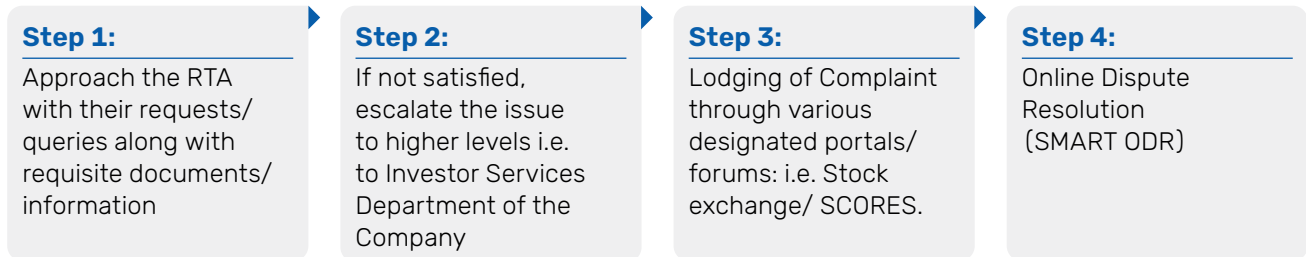 Step 1:
Approach the RTA
with their requests/
queries along with
requisite documents/
information
Step 2:
If not satisfied,
escalate the issue
to higher levels i.e.
to Investor Services
Department of the
Company
Step 3:
Lodging of Complaint
through various
designated portals/
forums: i.e. Stock
exchange/ SCORES.
Step 4:
Online Dispute
Resolution
(SMART ODR)